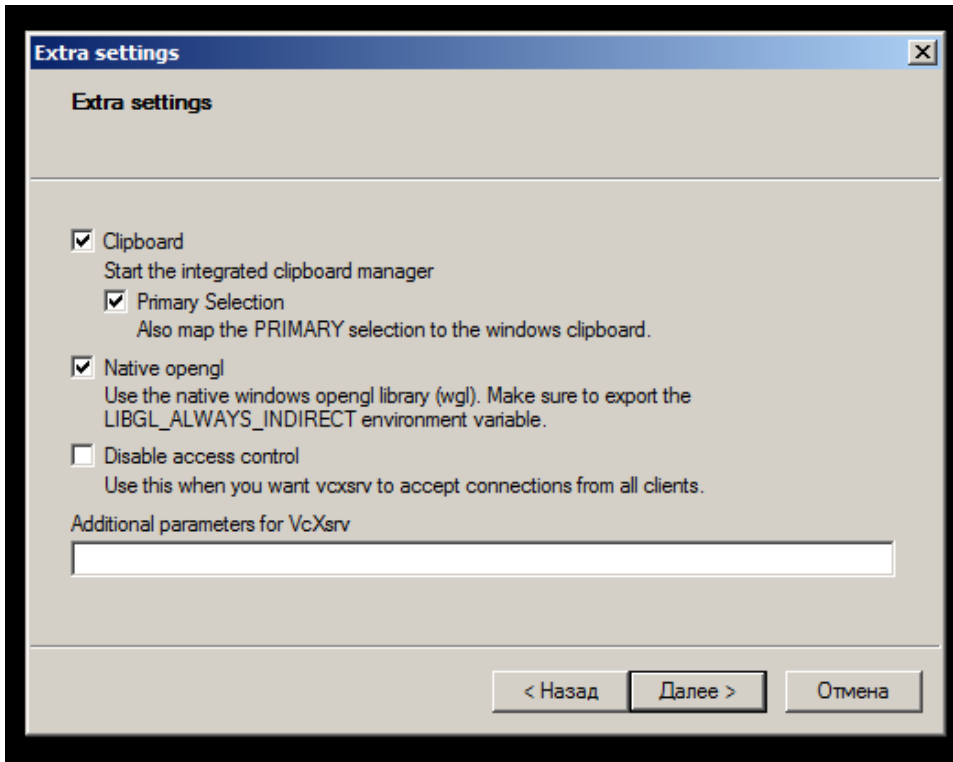 Extra settings
Extra settings
Clipboard
Start the integrated clipboard manager
Primary Selection
Also map the PRIMARY selection to the windows clipboard.
Native opengl
Use the native windows opengl library (wgl). Make sure to export the
LIBGL_ALWAYS_INDIRECT environment variable.
Disable access control
Use this when you want vcxsrv to accept connections from all clients.
Additional parameters for VcXsrv
< Назад
Далее >
Отмена